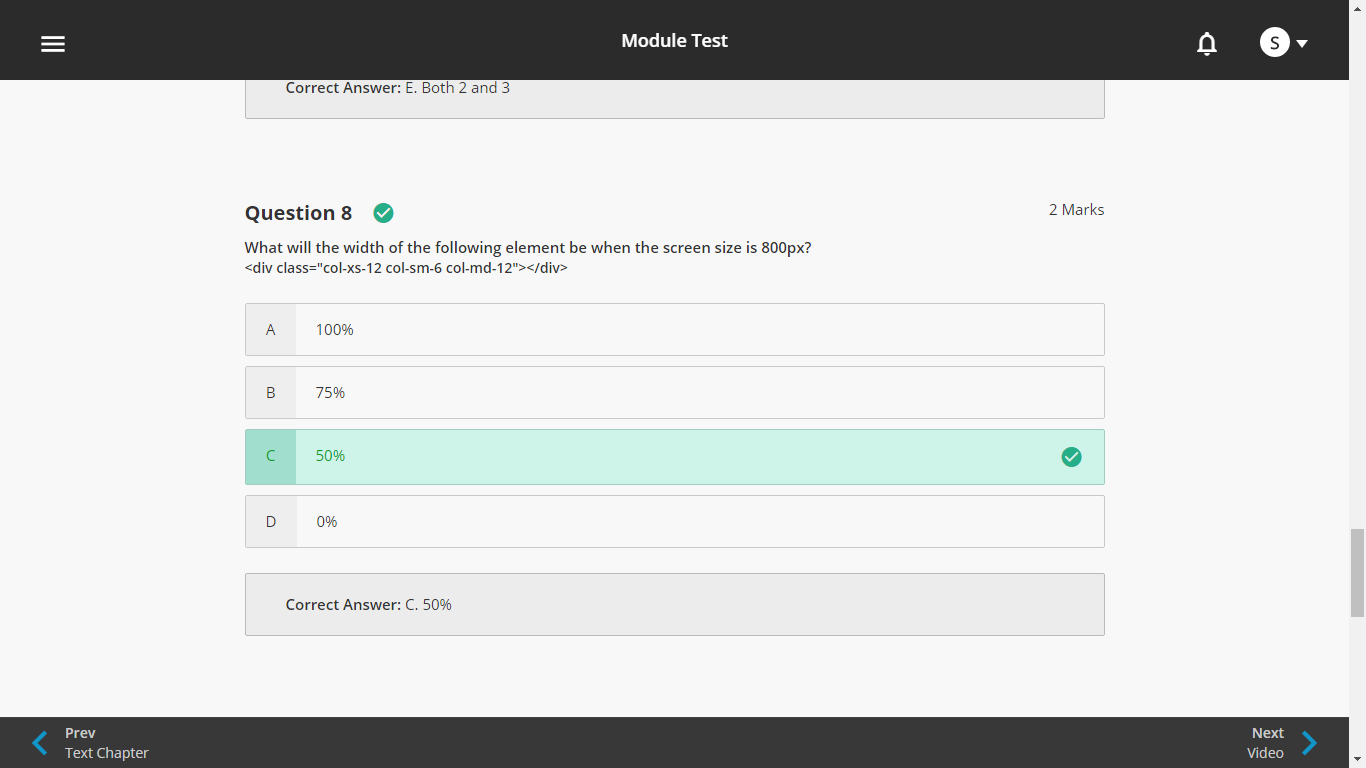 Module Test
S
Correct Answer: E. Both 2 and 3
Question 8
2 Marks
What will the width of the following element be when the screen size is 800px?
<div class="col-xs-12 col-sm-6 col-md-12"></div>
A 100%
B 75%
C 50%
D 0%
Correct Answer: C. 50%
Prev
Text Chapter
Next
Video